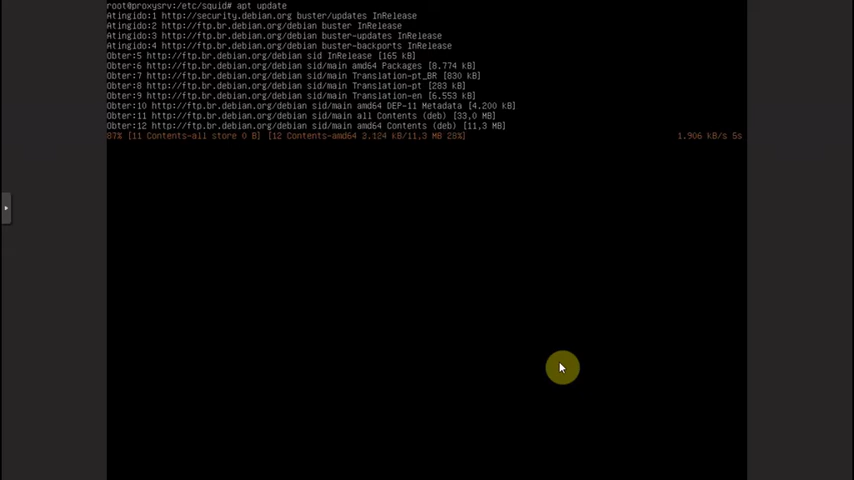 root@proxysrv:/etc/squid# apt update
Atingido:1 http://security.debian.org buster/updates InRelease
Atingido:2 http://ftp.br.debian.org/debian buster InRelease
Atingido:3 http://ftp.br.debian.org/debian buster-updates InRelease
Atingido:4 http://ftp.br.debian.org/debian buster-backports InRelease
Obter:5 http://ftp.br.debian.org/debian sid InRelease [165 kB]
Obter:6 http://ftp.br.debian.org/debian sid/main amd64 Packages [8.774 kB]
Obter:7 http://ftp.br.debian.org/debian sid/main Translation-pt_BR [830 kB]
Obter:8 http://ftp.br.debian.org/debian sid/main Translation-pt [283 kB]
Obter:9 http://ftp.br.debian.org/debian sid/main Translation-en [6.553 kB]
Obter:10 http://ftp.br.debian.org/debian sid/main amd64 DEP-11 Metadata [4.200 kB]
Obter:11 http://ftp.br.debian.org/debian sid/main all Contents (deb) [33,0 MB]
Obter:12 http://ftp.br.debian.org/debian sid/main amd64 Contents (deb) [11,3 MB]
87% [11 Contents-all store 0 B] [12 Contents-amd64 3.124 kB/11,3 MB 28%] 1.906 kB/s 5s